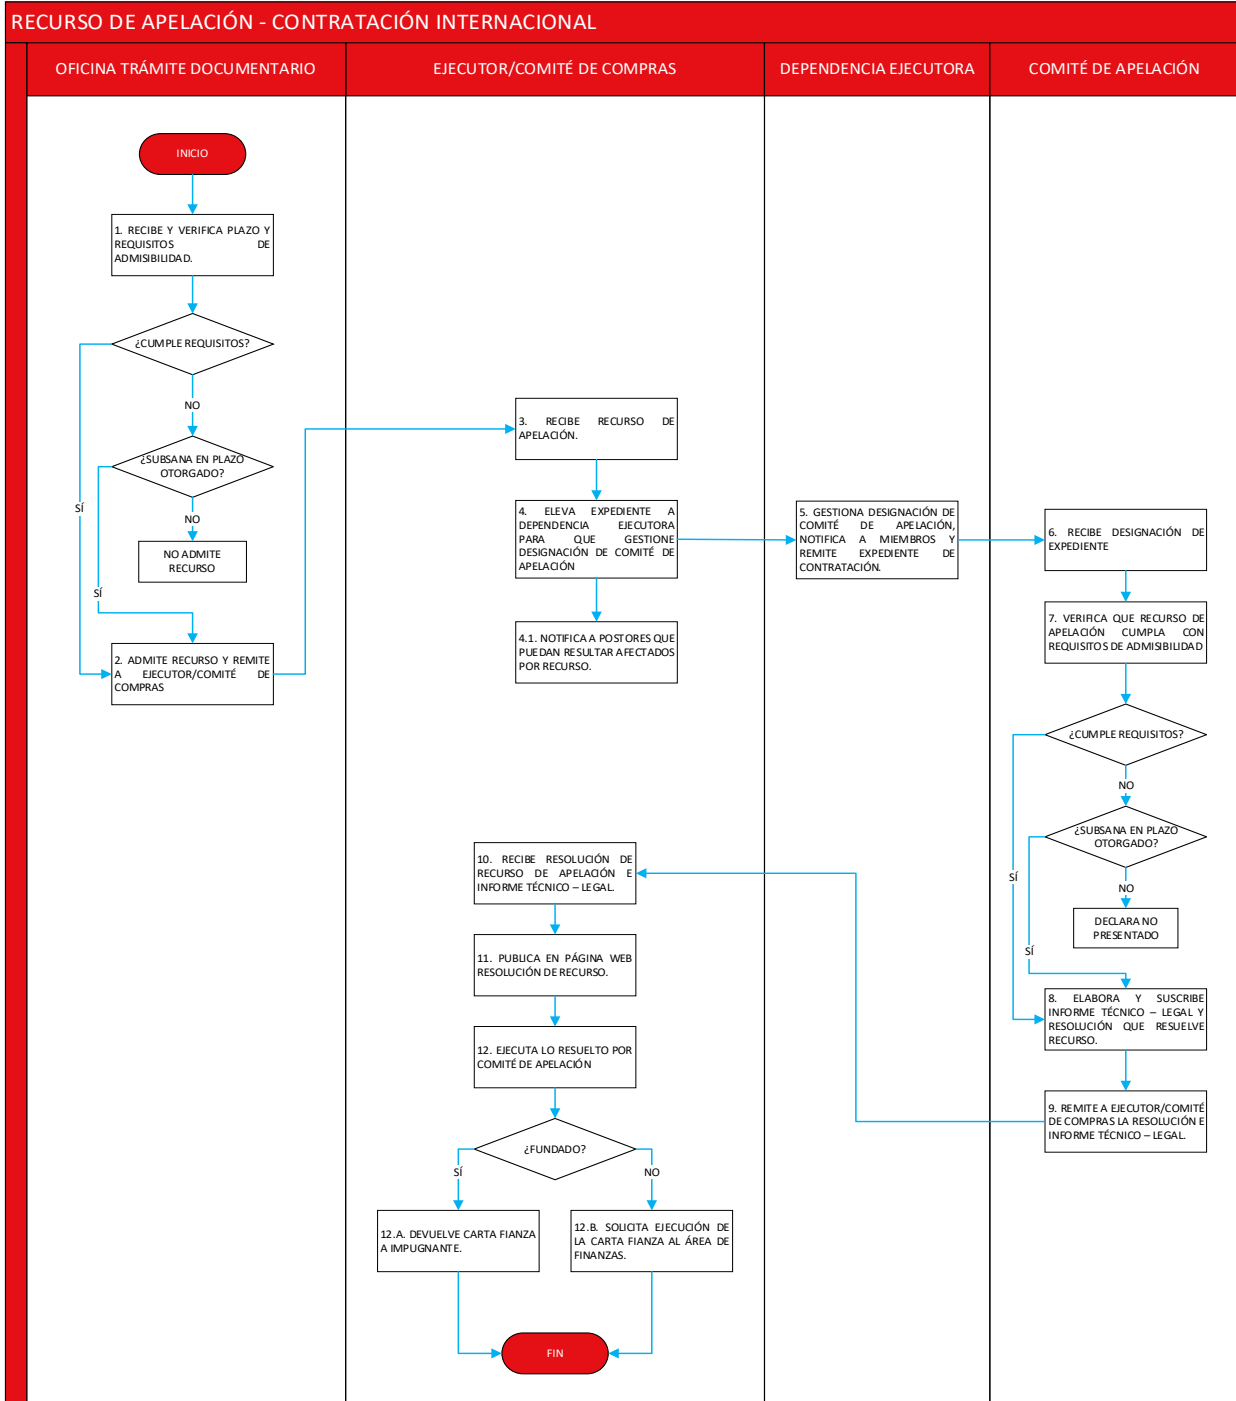 RECURSO DE APELACIÓN - CONTRATACIÓN INTERNACIONAL
OFICINA TRÁMITE DOCUMENTARIO
EJECUTOR/COMITÉ DE COMPRAS
DEPENDENCIA EJECUTORA
COMITÉ DE APELACIÓN
INICIO
1. RECIBE Y VERIFICA PLAZO Y
REQUISITOS DE
ADMISIBILIDAD.
¿CUMPLE REQUISITOS?
NO
¿SUBSANA EN PLAZO
OTORGADO?
SÍ
NO
NO ADMITE
RECURSO
SÍ
2. ADMITE RECURSO Y REMITE
A EJECUTOR/COMITÉ DE
COMPRAS
3. RECIBE RECURSO DE
APELACIÓN.
4. ELEVA EXPEDIENTE A
DEPENDENCIA EJECUTORA
PARA QUE GESTIONE
DESIGNACIÓN DE COMITÉ DE
APELACIÓN
4.1. NOTIFICA A POSTORES QUE
PUEDAN RESULTAR AFECTADOS
POR RECURSO.
5. GESTIONA DESIGNACIÓN DE
COMITÉ DE APELACIÓN,
NOTIFICA A MIEMBROS Y
REMITE EXPEDIENTE DE
CONTRATACIÓN.
6. RECIBE DESIGNACIÓN DE
EXPEDIENTE
7. VERIFICA QUE RECURSO DE
APELACIÓN CUMPLA CON
REQUISITOS DE ADMISIBILIDAD
¿CUMPLE REQUISITOS?
NO
¿SUBSANA EN PLAZO
OTORGADO?
SÍ
NO
DECLARA NO
PRESENTADO
SÍ
8. ELABORA Y SUSCRIBE
INFORME TÉCNICO – LEGAL Y
RESOLUCIÓN QUE RESUELVE
RECURSO.
9. REMITE A EJECUTOR/COMITÉ
DE COMPRAS LA RESOLUCIÓN E
INFORME TÉCNICO – LEGAL.
10. RECIBE RESOLUCIÓN DE
RECURSO DE APELACIÓN E
INFORME TÉCNICO – LEGAL.
11. PUBLICA EN PÁGINA WEB
RESOLUCIÓN DE RECURSO.
12. EJECUTA LO RESUELTO POR
COMITÉ DE APELACIÓN
¿FUNDADO?
SÍ
NO
12.A. DEVUELVE CARTA FIANZA
A IMPUGNANTE.
12.B. SOLICITA EJECUCIÓN DE
LA CARTA FIANZA AL ÁREA DE
FINANZAS.
FIN